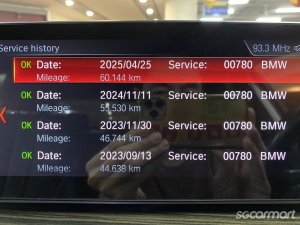 Service history
93.3 MHz
OK Date: 2025/04/25 Service: 00780 BMW
Mileage: 60.144 km
OK Date: 2024/11/11 Service: 00780 BMW
Mileage: 55.530 km
OK Date: 2023/11/30 Service: 00780 BMW
Mileage: 46.744 km
OK Date: 2023/09/13 Service: 00780 BMW
Mileage: 44.638 km
sgcarmart